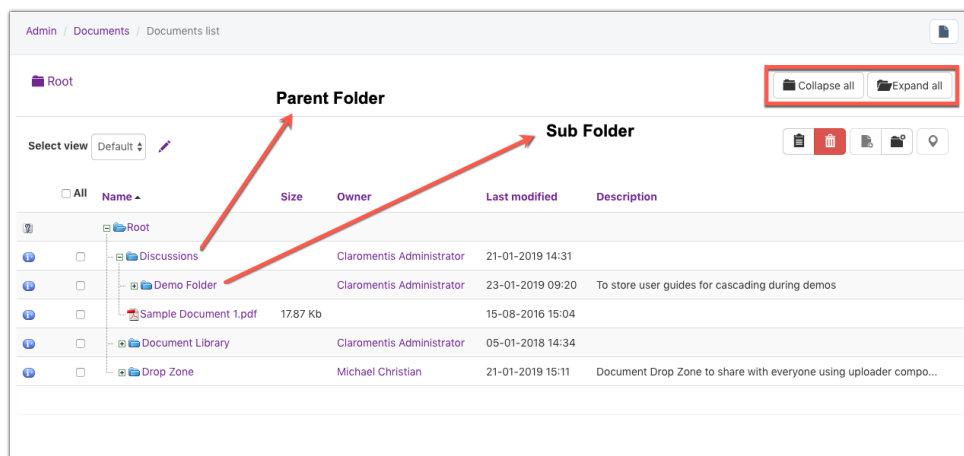 Admin / Documents / Documents list
Root
Collapse all Expand all
Parent Folder
Sub Folder
Select view Default
All Name Size Owner Last modified Description
Root
Discussions Claromentis Administrator 21-01-2019 14:31
Demo Folder Claromentis Administrator 23-01-2019 09:20 To store user guides for cascading during demos
Sample Document 1.pdf 17.87 Kb 15-08-2016 15:04
Document Library Claromentis Administrator 05-01-2018 14:34
Drop Zone Michael Christian 21-01-2019 15:11 Document Drop Zone to share with everyone using uploader compo...